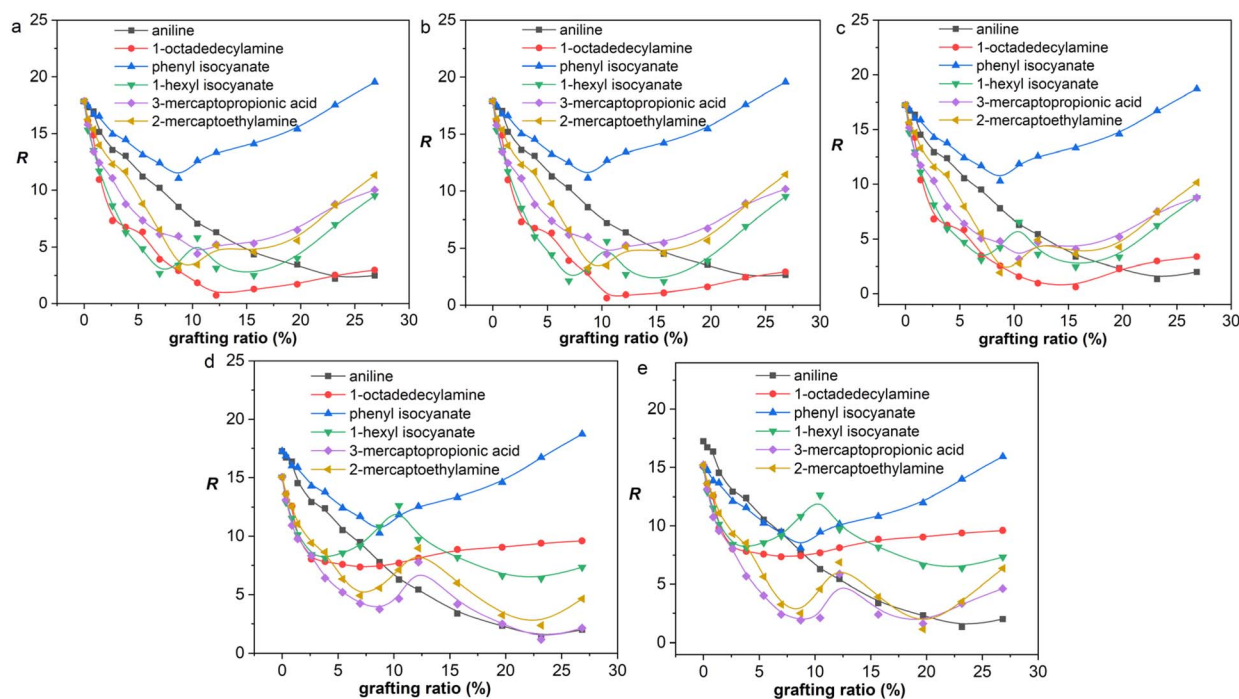 a
25
20
15
10
5
0
R
aniline
1-octadedecylamine
phenyl isocyanate
1-hexyl isocyanate
3-mercaptopropionic acid
2-mercaptoethylamine
0 5 10 15 20 25 30
grafting ratio (%)
b
25
20
15
10
5
0
R
aniline
1-octadedecylamine
phenyl isocyanate
1-hexyl isocyanate
3-mercaptopropionic acid
2-mercaptoethylamine
0 5 10 15 20 25 30
grafting ratio (%)
c
25
20
15
10
5
0
R
aniline
1-octadedecylamine
phenyl isocyanate
1-hexyl isocyanate
3-mercaptopropionic acid
2-mercaptoethylamine
0 5 10 15 20 25 30
grafting ratio (%)
d
25
20
15
10
5
0
R
aniline
1-octadedecylamine
phenyl isocyanate
1-hexyl isocyanate
3-mercaptopropionic acid
2-mercaptoethylamine
0 5 10 15 20 25 30
grafting ratio (%)
e
20
15
10
5
0
R
aniline
1-octadedecylamine
phenyl isocyanate
1-hexyl isocyanate
3-mercaptopropionic acid
2-mercaptoethylamine
0 5 10 15 20 25 30
grafting ratio (%)